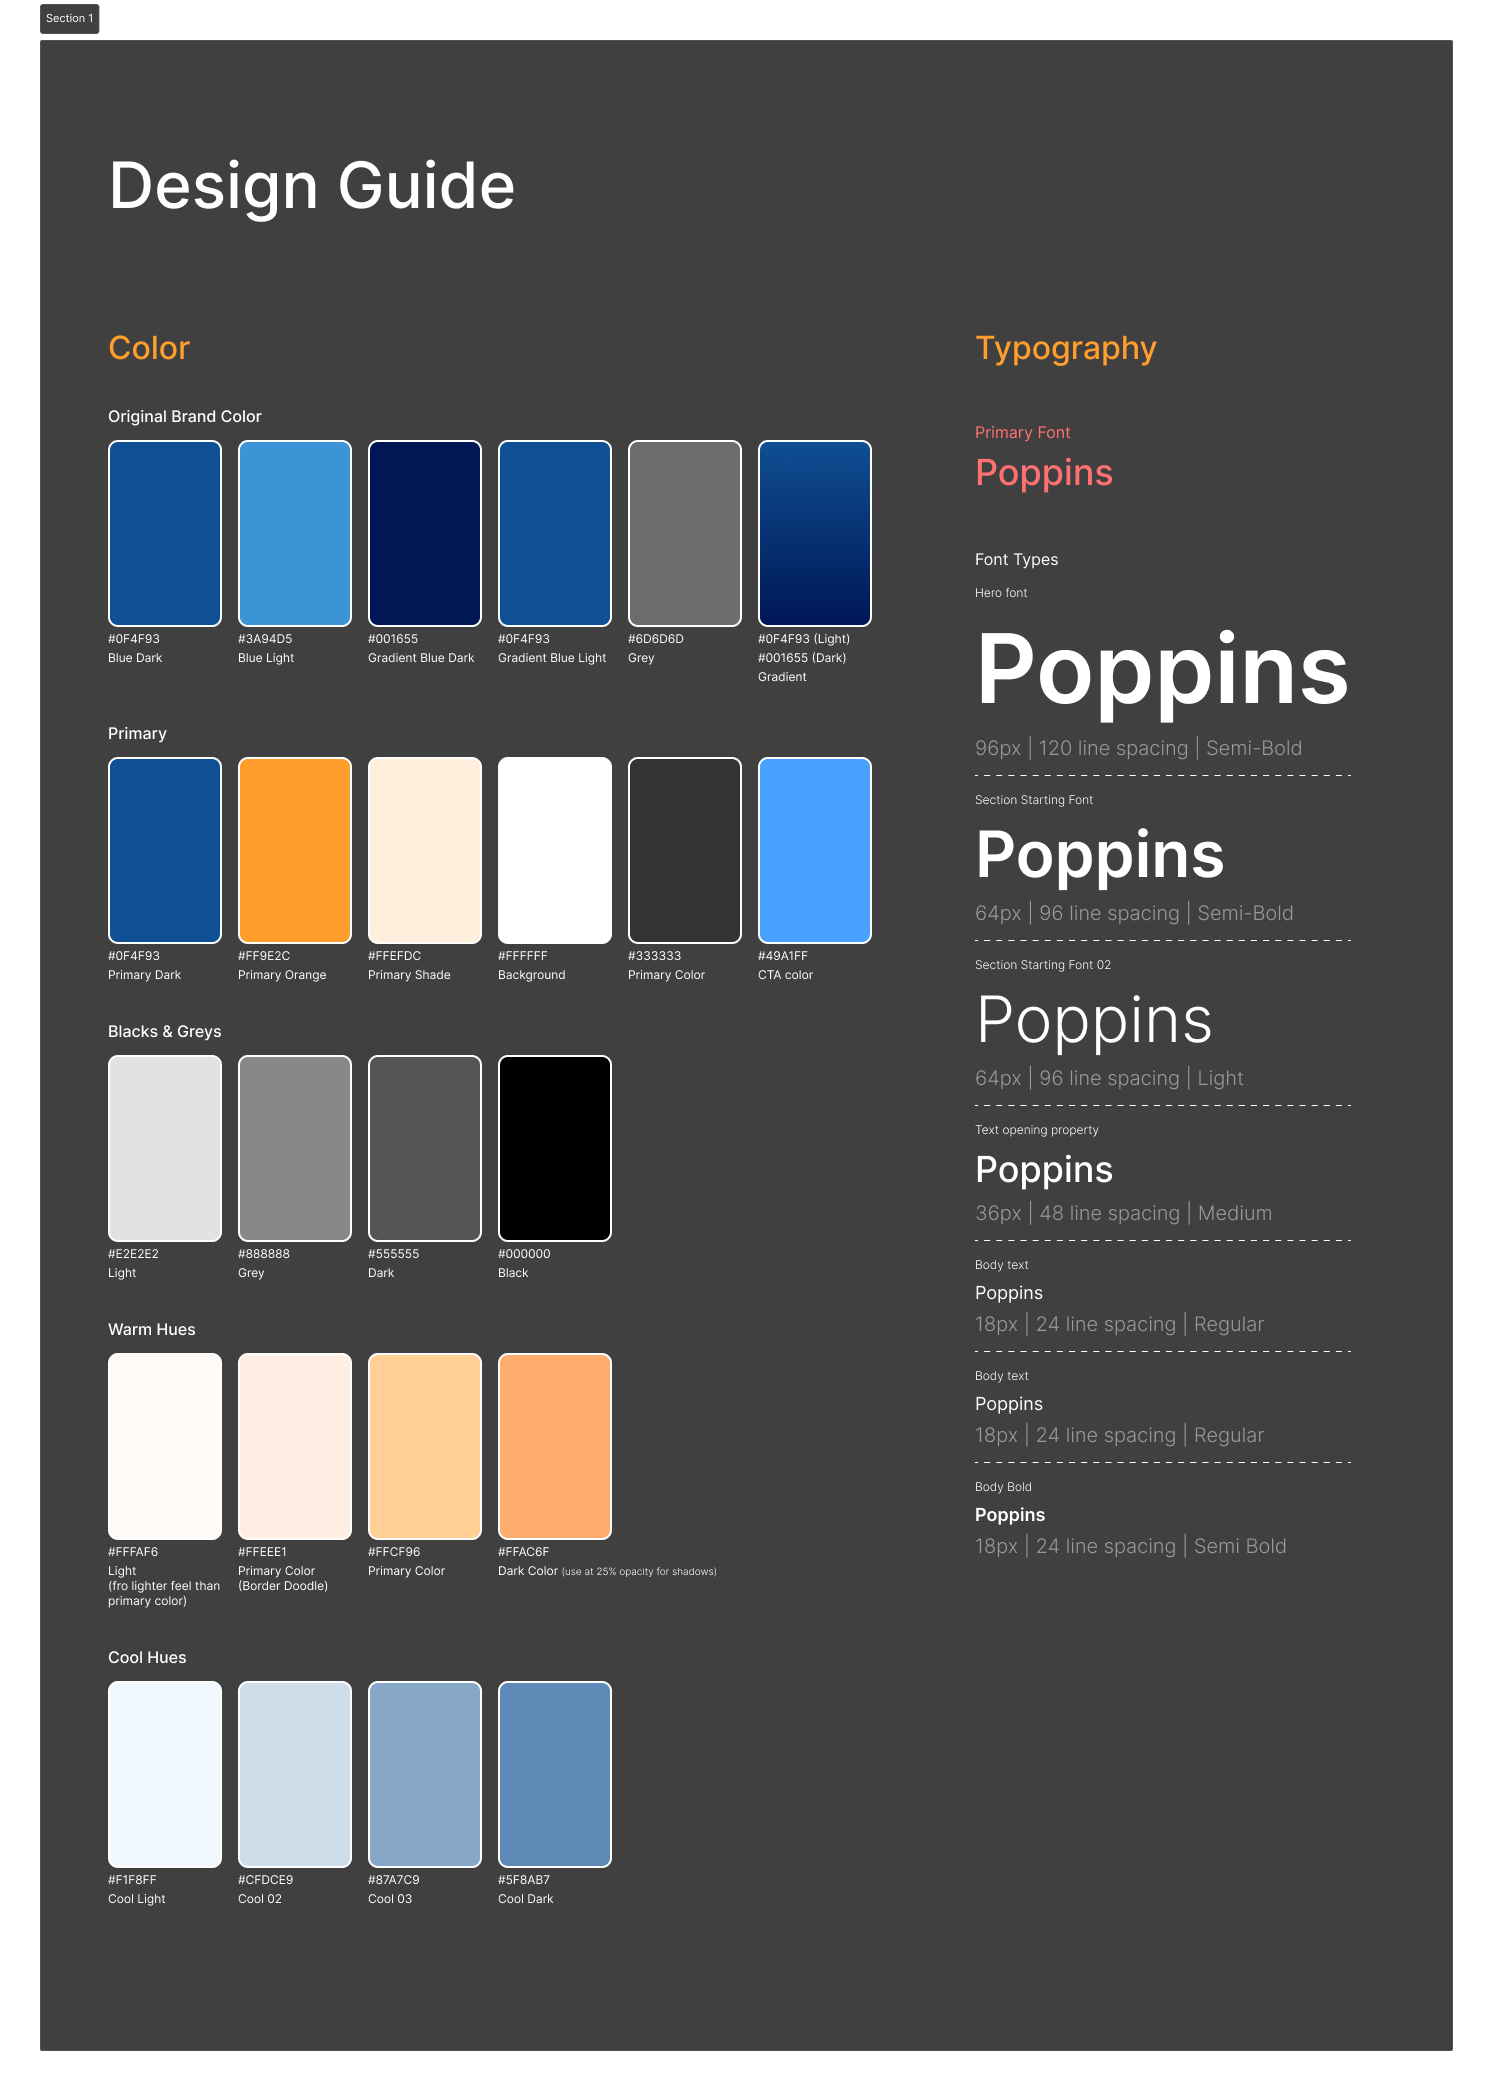 Section 1
Design Guide
Color
Original Brand Color
#0F4F93
Blue Dark
#3A94D5
Blue Light
#001655
Gradient Blue Dark
#0F4F93
Gradient Blue Light
#6D6D6D
Grey
#0F4F93 (Light)
#001655 (Dark)
Gradient
Primary
#0F4F93
Primary Dark
#FF9E2C
Primary Orange
#FFEFDC
Primary Shade
#FFFFFF
Background
#333333
Primary Color
#49A1FF
CTA color
Blacks & Greys
#E2E2E2
Light
#888888
Grey
#555555
Dark
#000000
Black
Warm Hues
#FFFAF6
Light
(fro lighter feel than
primary color)
#FFEEE1
Primary Color
(Border Doodle)
#FFCF96
Primary Color
#FFAC6F
Dark Color (use at 25% opacity for shadows)
Cool Hues
#F1F8FF
Cool Light
#CFDCE9
Cool 02
#87A7C9
Cool 03
#5F8AB7
Cool Dark
Typography
Primary Font
Poppins
Font Types
Hero font
Poppins
96px | 120 line spacing | Semi-Bold
Section Starting Font
Poppins
64px | 96 line spacing | Semi-Bold
Section Starting Font 02
Poppins
64px | 96 line spacing | Light
Text opening property
Poppins
36px | 48 line spacing | Medium
Body text
Poppins
18px | 24 line spacing | Regular
Body text
Poppins
18px | 24 line spacing | Regular
Body Bold
Poppins
18px | 24 line spacing | Semi Bold